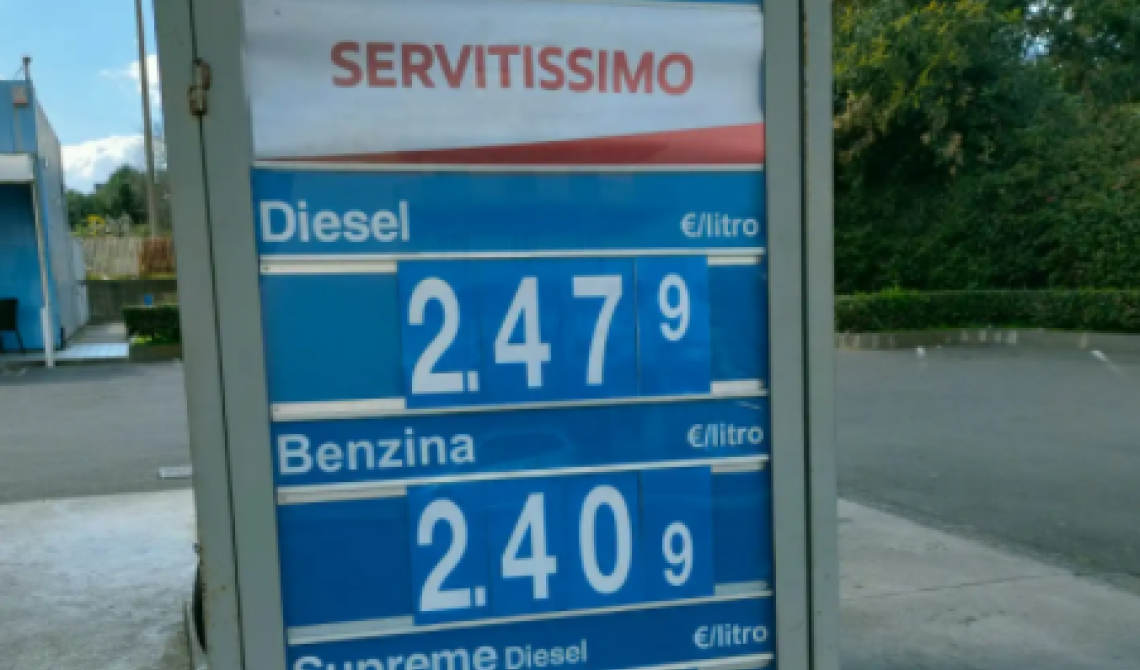 SERVITISSIMO
Diesel €/litro
2.479
Benzina €/litro
2.409
Supreme Diesel €/litro